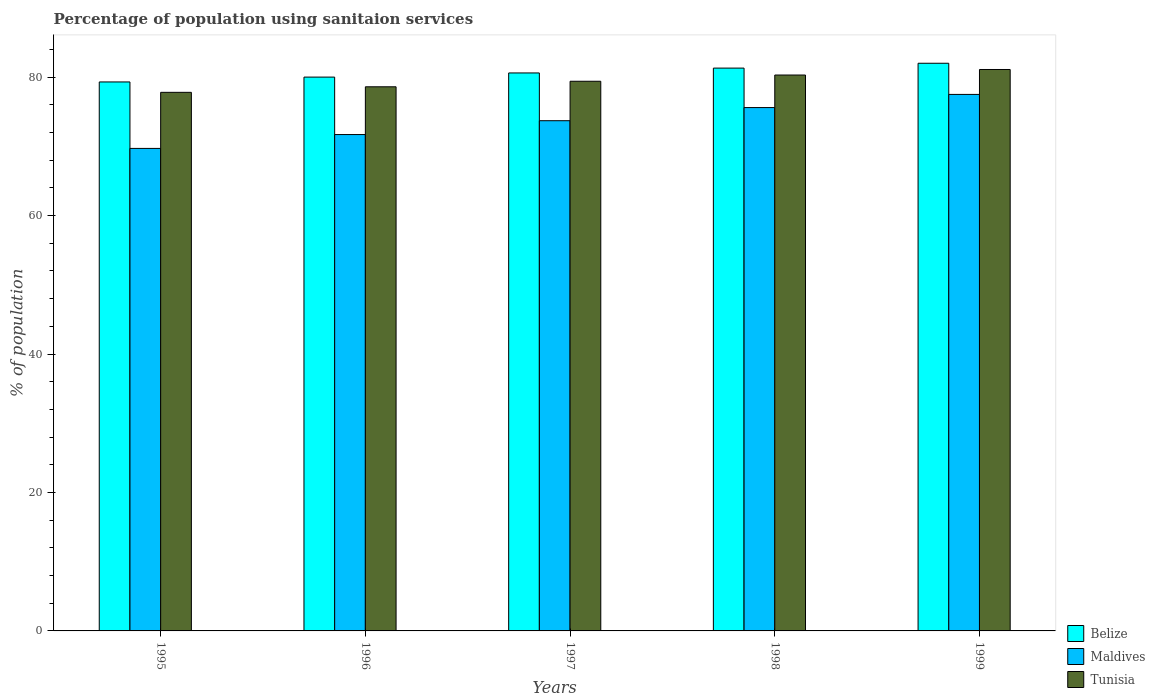 Percentage of population using sanitaion services
% of population
80
60
40
20
0
1995
1996
1997
1998
1999
Years
Belize
Maldives
Tunisia